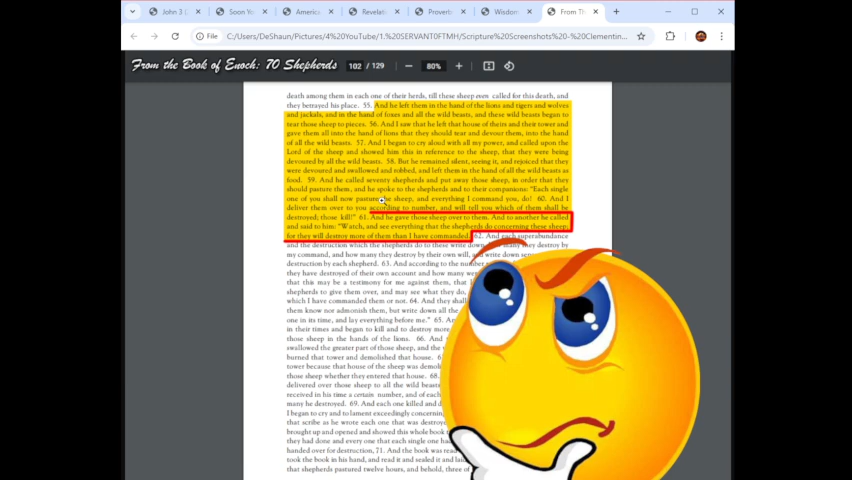 John 3 (
Soon Yo
America
Revelati
Proverb
Wisdom
From Th
File
C:/Users/DeShaun/Pictures/4%20YouTube/1.%20SERVANT0FTMH/Scripture%20Screenshots%20-%20Clementin...
From the Book of Enoch: 70 Shepherds
102 / 129
80%
death among them in each one of their herds, till these sheep even called for this death, and
they betrayed his place. 55. And he left them in the hand of the lions and tigers and wolves
and jackals, and in the hand of foxes and all the wild beasts, and these wild beasts began to
tear those sheep to pieces. 56. And I saw that he left that house of theirs and their tower and
gave them all into the hand of lions that they should tear and devour them, into the hand
of all the wild beasts. 57. And I began to cry aloud with all my power, and called upon the
Lord of the sheep and showed him this in reference to the sheep, that they were being
devoured by all the wild beasts. 58. But he remained silent, seeing it, and rejoiced that they
were devoured and swallowed and robbed, and left them in the hand of all the wild beasts as
food. 59. And he called seventy shepherds and put away those sheep, in order that they
should pasture them, and he spoke to the shepherds and to their companions: "Each single
one of you shall now pasture the sheep, and everything I command you, do! 60. And I
deliver them over to you according to number, and will tell you which of them shall be
destroyed; those kill!" 61. And he gave those sheep over to them. And to another he called
and said to him: "Watch, and see everything that the shepherds do concerning these sheep;
for they will destroy more of them than I have commanded. 62. And each superabundance
and the destruction which the shepherds do to these write down, how many they destroy by
my command, and how many they destroy by their own will, and write down
destruction by each shepherd. 63. And according to the number
they have destroyed of their own account and how many
that this may be a testimony for me against them, that I
shepherds to give them over, and may see what they do,
which I have commanded them or not. 64. And they shall
them know nor admonish them, but write down all the
one in its time, and lay everything before me." 65.
in their times and began to kill and to destroy more
those sheep in the hands of the lions. 66. And
swallowed the greater part of those sheep, and the
burned that tower and demolished that house.
tower because that house of the sheep was
those sheep whether they entered that house. 68.
delivered over those sheep to all the wild
received in his time a certain number, and of each
many he destroyed. 69. And each one killed and
I began to cry and to lament exceedingly
that scribe as he wrote each one that was
brought up and opened and showed this whole book
they had done and every one that each single one
handed over for destruction, 71. And the book was
took the book in his hand, and read it and sealed it and
that shepherds pastured twelve hours, and behold, three of